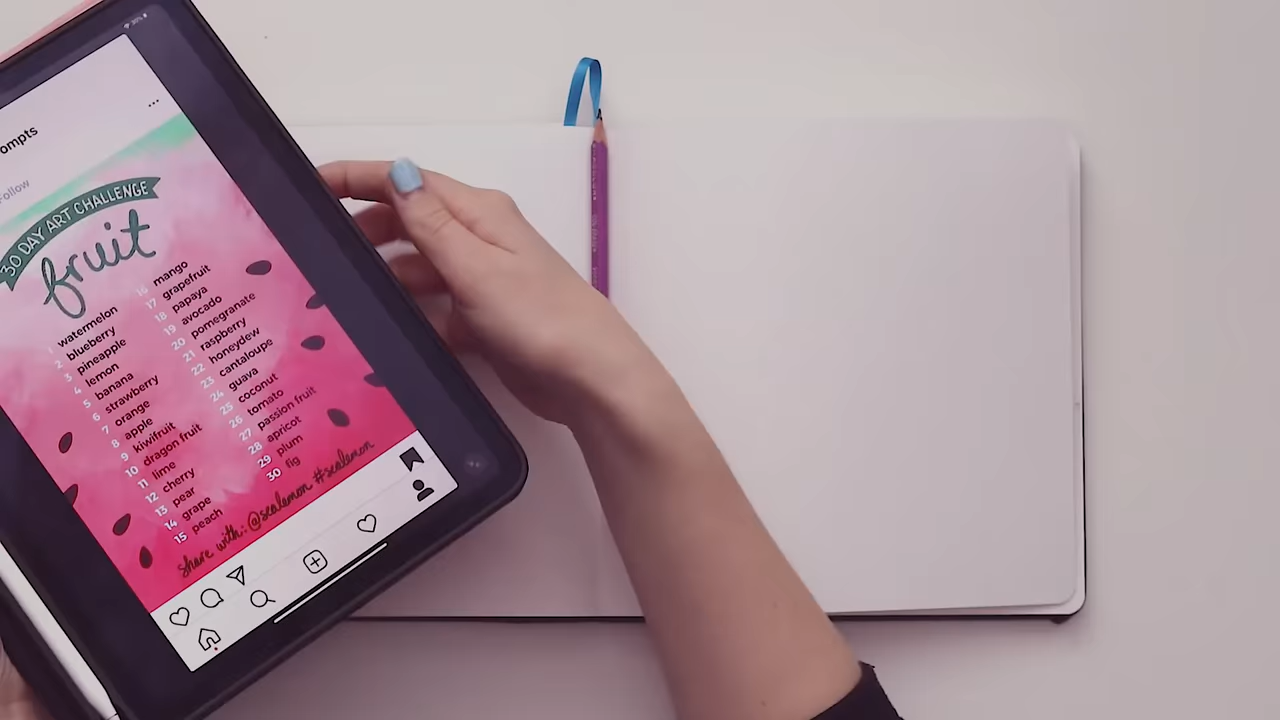 ompts
Follow
30 DAY ART CHALLENGE
fruit
1 watermelon
2 blueberry
3 pineapple
4 lemon
5 banana
6 strawberry
7 orange
8 apple
9 kiwifruit
10 dragon fruit
11 lime
12 cherry
13 pear
14 grape
15 peach
16 mango
17 grapefruit
18 papaya
19 avocado
20 pomegranate
21 raspberry
22 honeydew
23 cantaloupe
24 guava
25 coconut
26 tomato
27 passion fruit
28 apricot
29 plum
30 fig
share with: @sealemon #sealemon